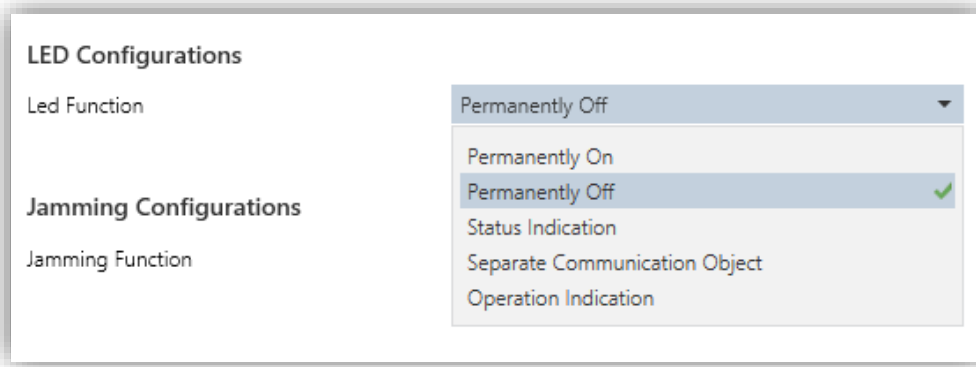 LED Configurations
Led Function
Permanently Off
Permanently On
Permanently Off
Status Indication
Separate Communication Object
Operation Indication
Jamming Configurations
Jamming Function